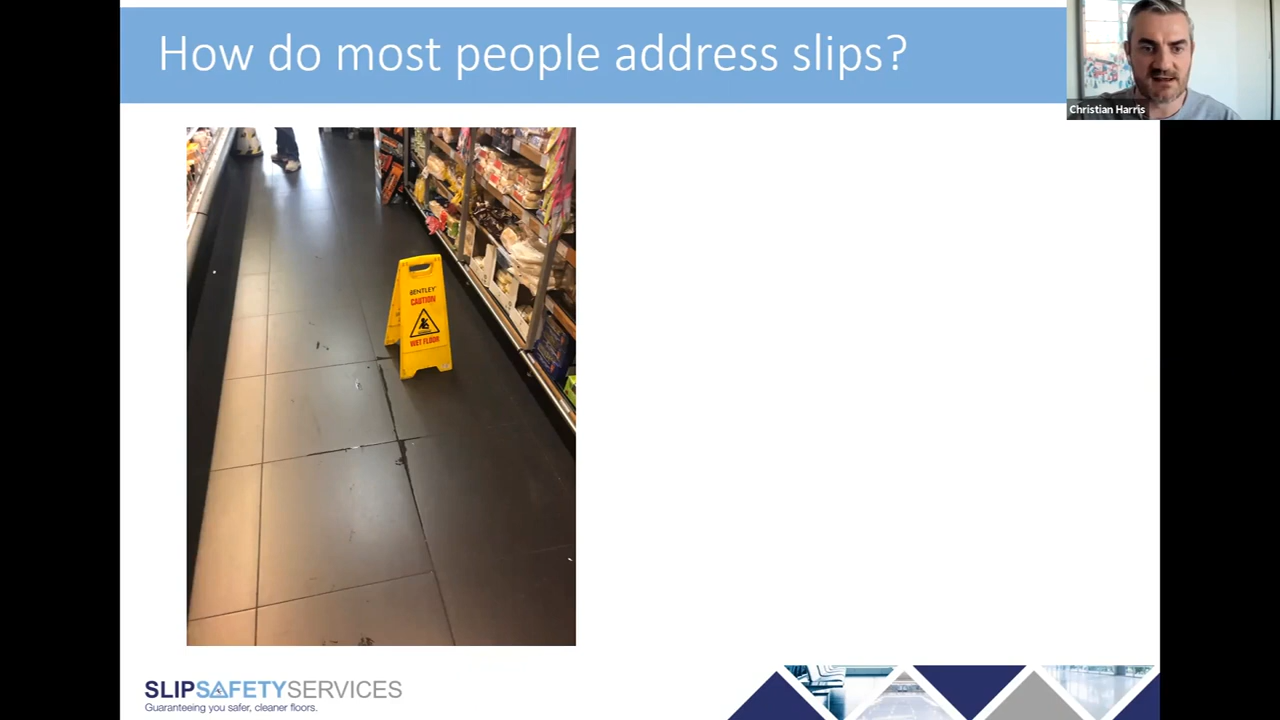 How do most people address slips?
Christian Harris
BENTLEY
CAUTION
WET FLOOR
SLIPSAFETYSERVICES
Guaranteeing you safer, cleaner floors.